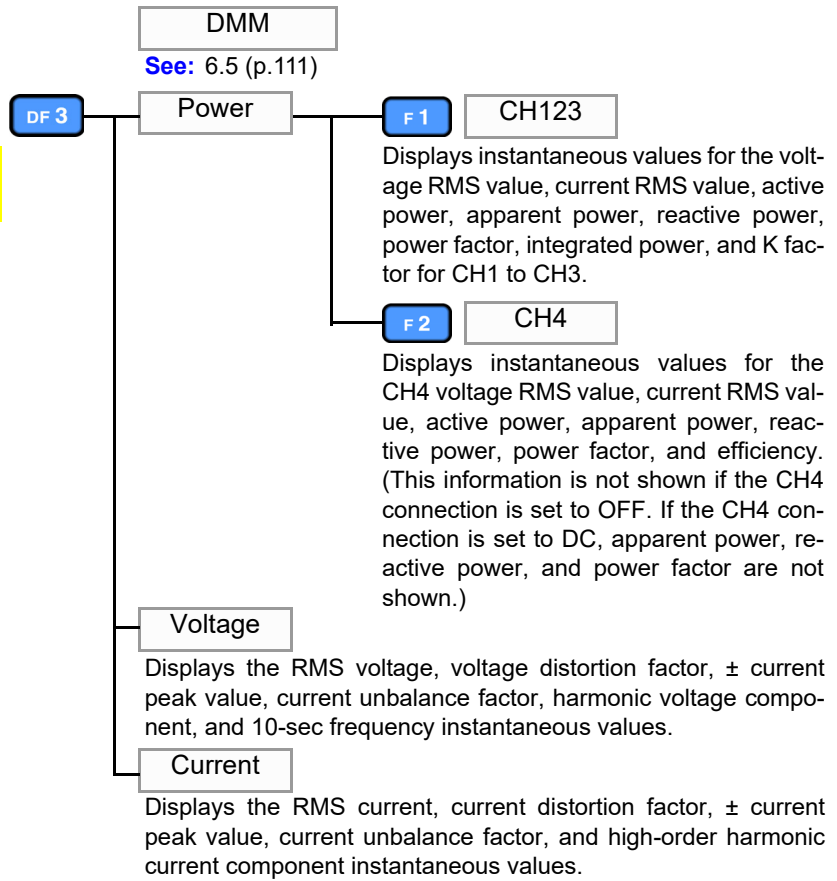 DMM
See: 6.5 (p.111)
DF 3
Power
F 1
CH123
Displays instantaneous values for the volt-
age RMS value, current RMS value, active
power, apparent power, reactive power,
power factor, integrated power, and K fac-
tor for CH1 to CH3.
F 2
CH4
Displays instantaneous values for the
CH4 voltage RMS value, current RMS val-
ue, active power, apparent power, reac-
tive power, power factor, and efficiency.
(This information is not shown if the CH4
connection is set to OFF. If the CH4 con-
nection is set to DC, apparent power, re-
active power, and power factor are not
shown.)
Voltage
Displays the RMS voltage, voltage distortion factor, ± current
peak value, current unbalance factor, harmonic voltage compo-
nent, and 10-sec frequency instantaneous values.
Current
Displays the RMS current, current distortion factor, ± current
peak value, current unbalance factor, and high-order harmonic
current component instantaneous values.